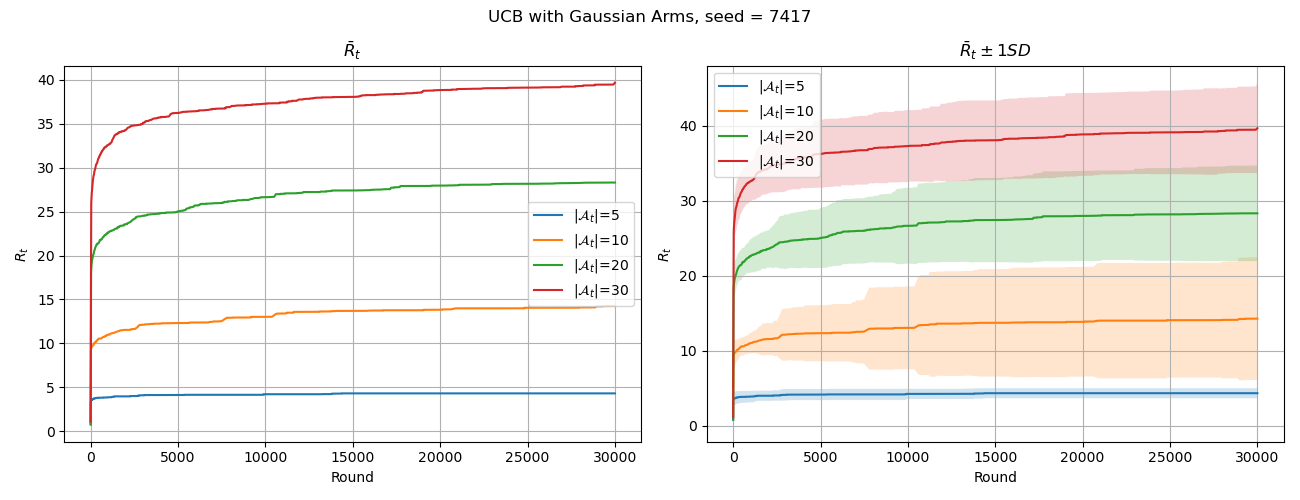 UCB with Gaussian Arms, seed = 7417
R̄ₜ
40
35
30
25
20
15
10
5
0
Rₜ
|𝒜ₜ|=5
|𝒜ₜ|=10
|𝒜ₜ|=20
|𝒜ₜ|=30
0 5000 10000 15000 20000 25000 30000
Round
R̄ₜ ± 1SD
40
30
20
10
0
Rₜ
|𝒜ₜ|=5
|𝒜ₜ|=10
|𝒜ₜ|=20
|𝒜ₜ|=30
0 5000 10000 15000 20000 25000 30000
Round